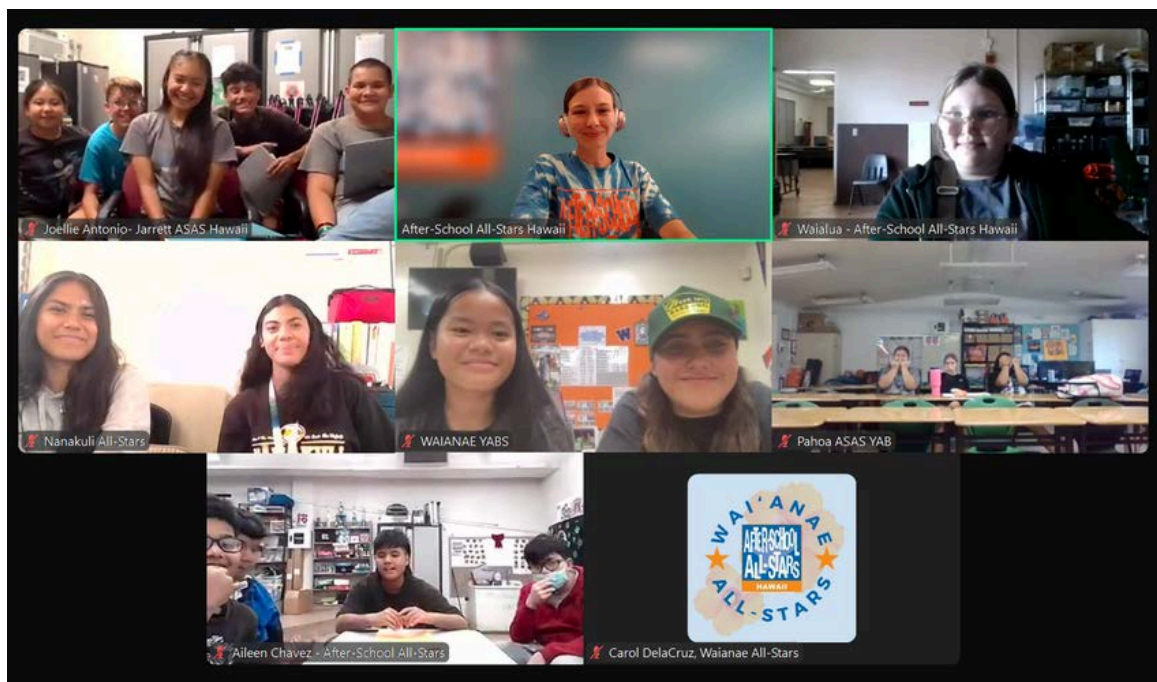 Joellie Antonio- Jarrett ASAS Hawaii
AFTER-SCHOOL
After-School All-Stars Hawaii
Waialua - After-School All-Stars Hawaii
Nanakuli All-Stars
W
WAIANAE YABS
Pahoa ASAS YAB
Aileen Chavez - After-School All-Stars
WAI'ANAE
AFTER-SCHOOL
ALL-STARS
HAWAII
ALL-STARS
Carol DelaCruz, Waianae All-Stars